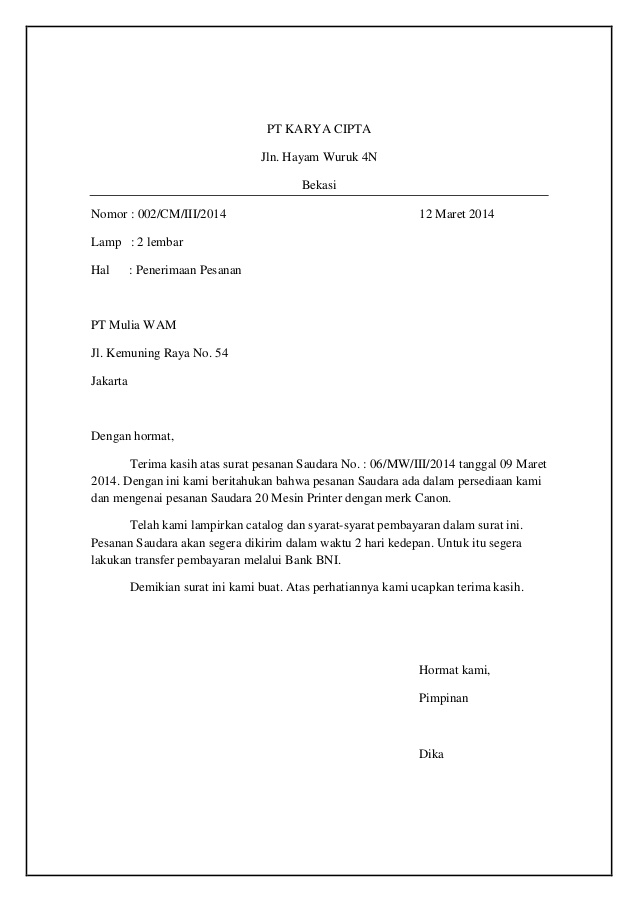 PT KARYA CIPTA
Jln. Hayam Wuruk 4N
Bekasi
Nomor : 002/CM/III/2014 12 Maret 2014
Lamp : 2 lembar
Hal : Penerimaan Pesanan
PT Mulia WAM
Jl. Kemuning Raya No. 54
Jakarta
Dengan hormat,
Terima kasih atas surat pesanan Saudara No. : 06/MW/III/2014 tanggal 09 Maret
2014. Dengan ini kami beritahukan bahwa pesanan Saudara ada dalam persediaan kami
dan mengenai pesanan Saudara 20 Mesin Printer dengan merk Canon.
Telah kami lampirkan catalog dan syarat-syarat pembayaran dalam surat ini.
Pesanan Saudara akan segera dikirim dalam waktu 2 hari kedepan. Untuk itu segera
lakukan transfer pembayaran melalui Bank BNI.
Demikian surat ini kami buat. Atas perhatiannya kami ucapkan terima kasih.
Hormat kami,
Pimpinan
Dika